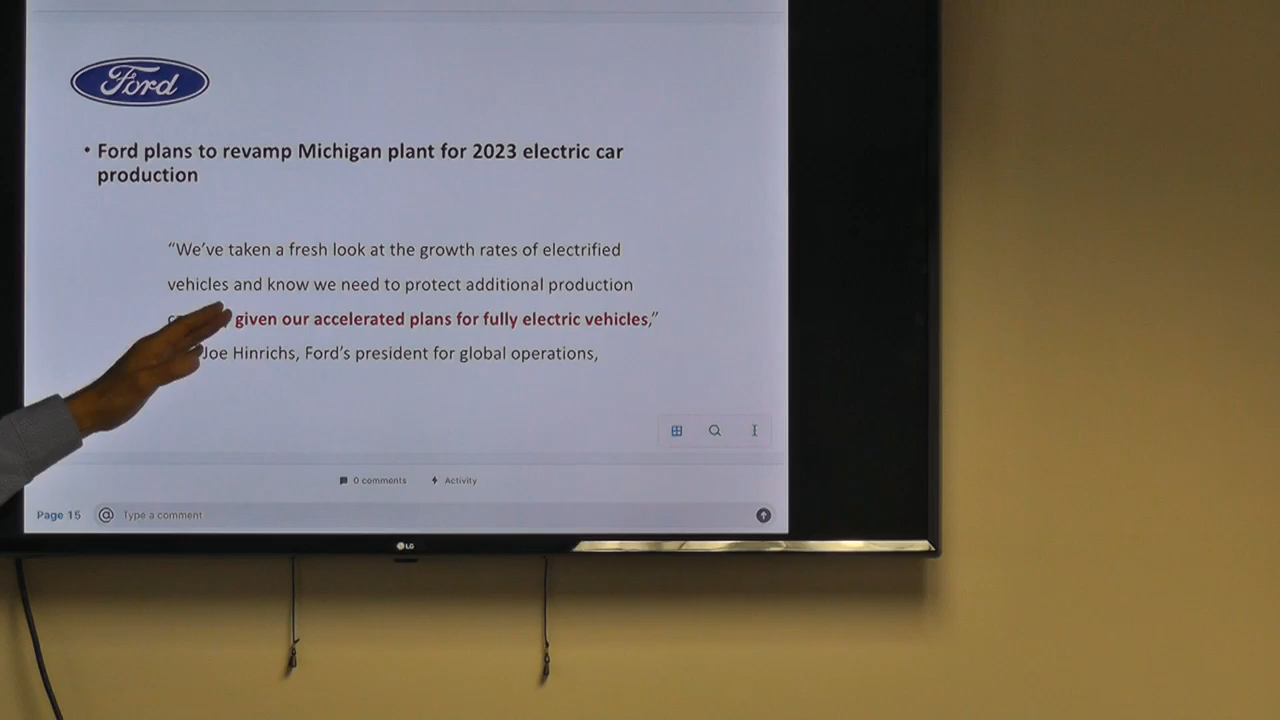 Ford
• Ford plans to revamp Michigan plant for 2023 electric car
production
“We’ve taken a fresh look at the growth rates of electrified
vehicles and know we need to protect additional production
given our accelerated plans for fully electric vehicles,”
Joe Hinrichs, Ford’s president for global operations,
0 comments Activity
Page 15 @ Type a comment
LG